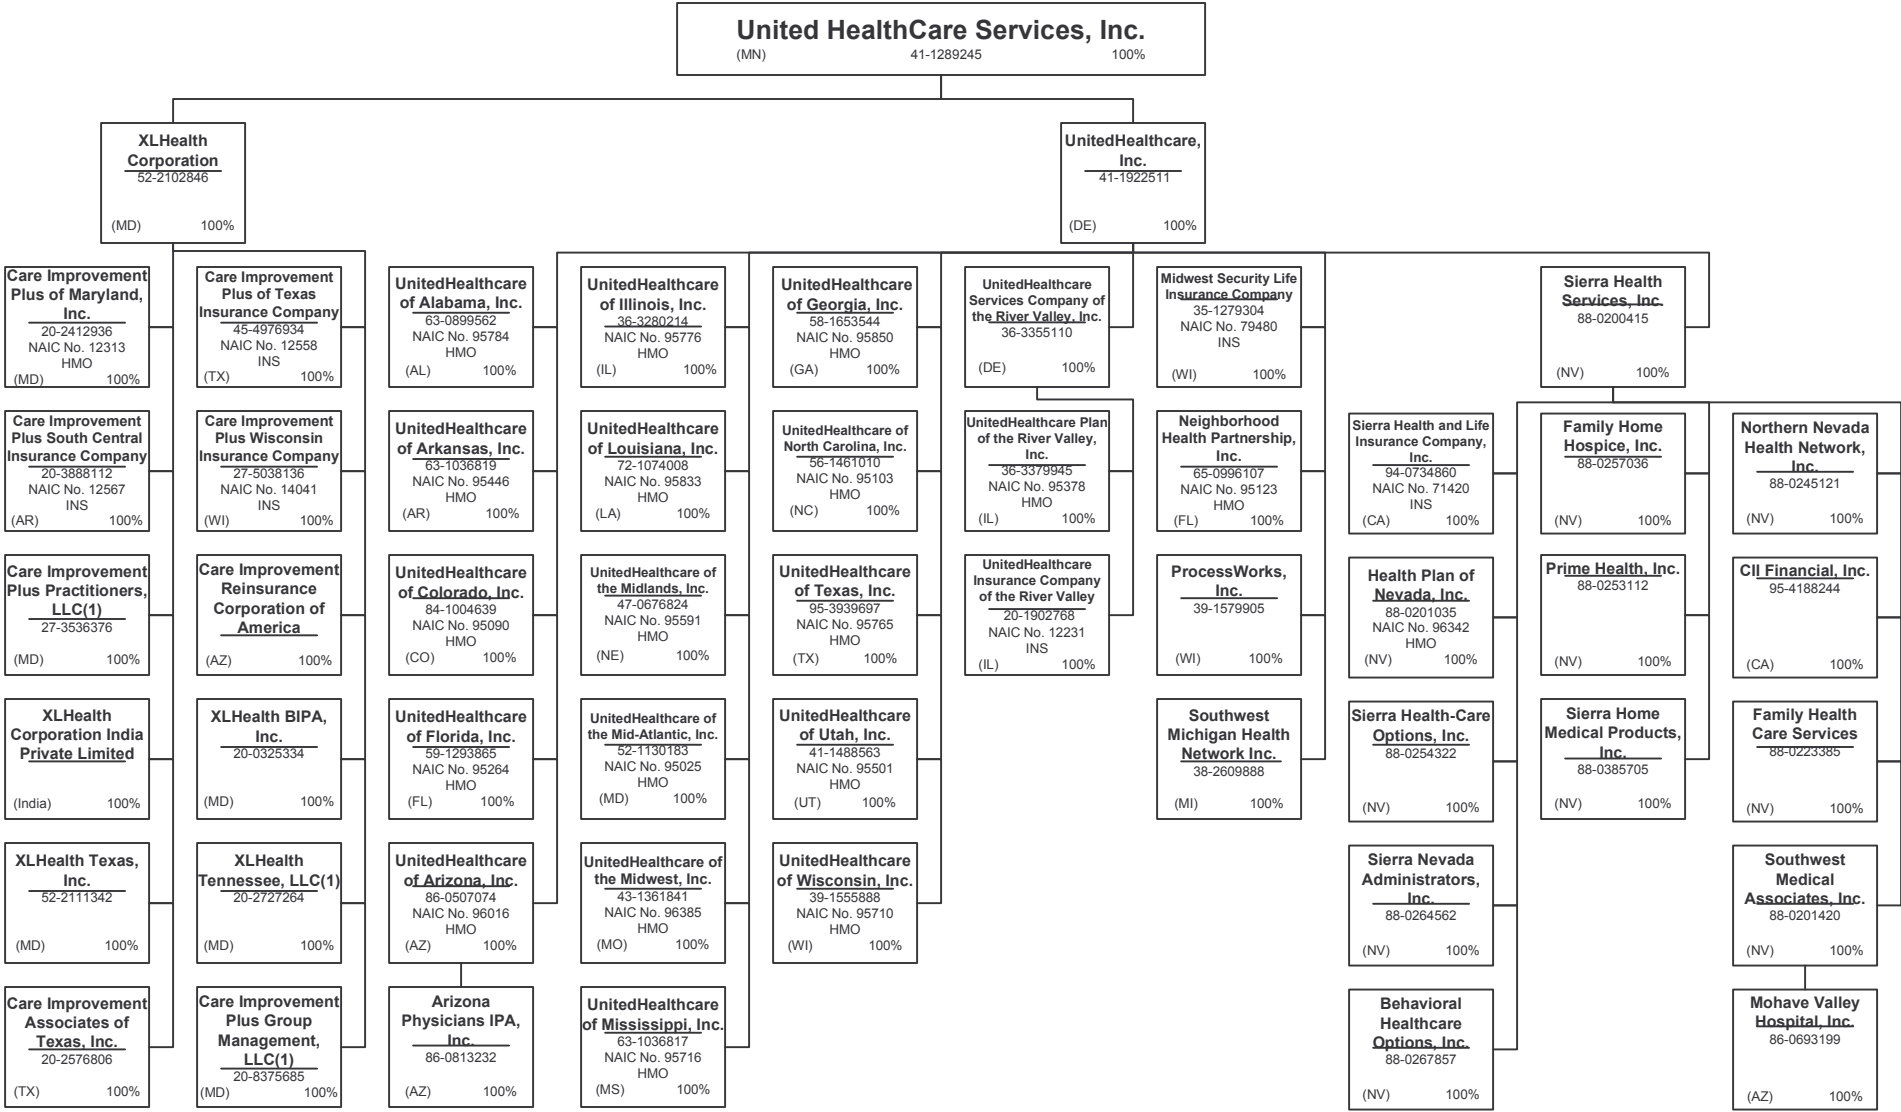 United HealthCare Services, Inc.
(MN) 41-1289245 100%
XLHealth
Corporation
52-2102846
(MD) 100%
UnitedHealthcare,
Inc.
41-1922511
(DE) 100%
Care Improvement
Plus of Maryland,
Inc.
20-2412936
NAIC No. 12313
HMO
(MD) 100%
Care Improvement
Plus of Texas
Insurance Company
45-4976934
NAIC No. 12558
INS
(TX) 100%
UnitedHealthcare
of Alabama, Inc.
63-0899562
NAIC No. 95784
HMO
(AL) 100%
UnitedHealthcare
of Illinois, Inc.
36-3280214
NAIC No. 95776
HMO
(IL) 100%
UnitedHealthcare
of Georgia, Inc.
58-1653544
NAIC No. 95850
HMO
(GA) 100%
UnitedHealthcare
Services Company of
the River Valley, Inc.
36-3355110
(DE) 100%
Midwest Security Life
Insurance Company
35-1279304
NAIC No. 79480
INS
(WI) 100%
Sierra Health
Services, Inc.
88-0200415
(NV) 100%
Care Improvement
Plus South Central
Insurance Company
20-3888112
NAIC No. 12567
INS
(AR) 100%
Care Improvement
Plus Wisconsin
Insurance Company
27-5038136
NAIC No. 14041
INS
(WI) 100%
UnitedHealthcare
of Arkansas, Inc.
63-1036819
NAIC No. 95446
HMO
(AR) 100%
UnitedHealthcare
of Louisiana, Inc.
72-1074008
NAIC No. 95833
HMO
(LA) 100%
UnitedHealthcare of
North Carolina, Inc.
56-1461010
NAIC No. 95103
HMO
(NC) 100%
UnitedHealthcare Plan
of the River Valley,
Inc.
36-3379945
NAIC No. 95378
HMO
(IL) 100%
Neighborhood
Health Partnership,
Inc.
65-0996107
NAIC No. 95123
HMO
(FL) 100%
Sierra Health and Life
Insurance Company,
Inc.
94-0734860
NAIC No. 71420
INS
(CA) 100%
Family Home
Hospice, Inc.
88-0257036
(NV) 100%
Northern Nevada
Health Network,
Inc.
88-0245121
(NV) 100%
Care Improvement
Plus Practitioners,
LLC(1)
27-3536376
(MD) 100%
Care Improvement
Reinsurance
Corporation of
America
(AZ) 100%
UnitedHealthcare
of Colorado, Inc.
84-1004639
NAIC No. 95090
HMO
(CO) 100%
UnitedHealthcare of
the Midlands, Inc.
47-0676824
NAIC No. 95591
HMO
(NE) 100%
UnitedHealthcare
of Texas, Inc.
95-3939697
NAIC No. 95765
HMO
(TX) 100%
UnitedHealthcare
Insurance Company
of the River Valley
20-1902768
NAIC No. 12231
INS
(IL) 100%
ProcessWorks,
Inc.
39-1579905
(WI) 100%
Health Plan of
Nevada, Inc.
88-0201035
NAIC No. 96342
HMO
(NV) 100%
Prime Health, Inc.
88-0253112
(NV) 100%
CII Financial, Inc.
95-4188244
(CA) 100%
XLHealth
Corporation India
Private Limited
(India) 100%
XLHealth BIPA,
Inc.
20-0325334
(MD) 100%
UnitedHealthcare
of Florida, Inc.
59-1293865
NAIC No. 95264
HMO
(FL) 100%
UnitedHealthcare of
the Mid-Atlantic, Inc.
52-1130183
NAIC No. 95025
HMO
(MD) 100%
UnitedHealthcare
of Utah, Inc.
41-1488563
NAIC No. 95501
HMO
(UT) 100%
Southwest
Michigan Health
Network Inc.
38-2609888
(MI) 100%
Sierra Health-Care
Options, Inc.
88-0254322
(NV) 100%
Sierra Home
Medical Products,
Inc.
88-0385705
(NV) 100%
Family Health
Care Services
88-0223385
(NV) 100%
XLHealth Texas,
Inc.
52-2111342
(MD) 100%
XLHealth
Tennessee, LLC(1)
20-2727264
(MD) 100%
UnitedHealthcare
of Arizona, Inc.
86-0507074
NAIC No. 96016
HMO
(AZ) 100%
UnitedHealthcare of
the Midwest, Inc.
43-1361841
NAIC No. 96385
HMO
(MO) 100%
UnitedHealthcare
of Wisconsin, Inc.
39-1555888
NAIC No. 95710
HMO
(WI) 100%
Sierra Nevada
Administrators,
Inc.
88-0264562
(NV) 100%
Southwest
Medical
Associates, Inc.
88-0201420
(NV) 100%
Care Improvement
Associates of
Texas, Inc.
20-2576806
(TX) 100%
Care Improvement
Plus Group
Management,
LLC(1)
20-8375685
(MD) 100%
Arizona
Physicians IPA,
Inc.
86-0813232
(AZ) 100%
UnitedHealthcare
of Mississippi, Inc.
63-1036817
NAIC No. 95716
HMO
(MS) 100%
Behavioral
Healthcare
Options, Inc.
88-0267857
(NV) 100%
Mohave Valley
Hospital, Inc.
86-0693199
(AZ) 100%